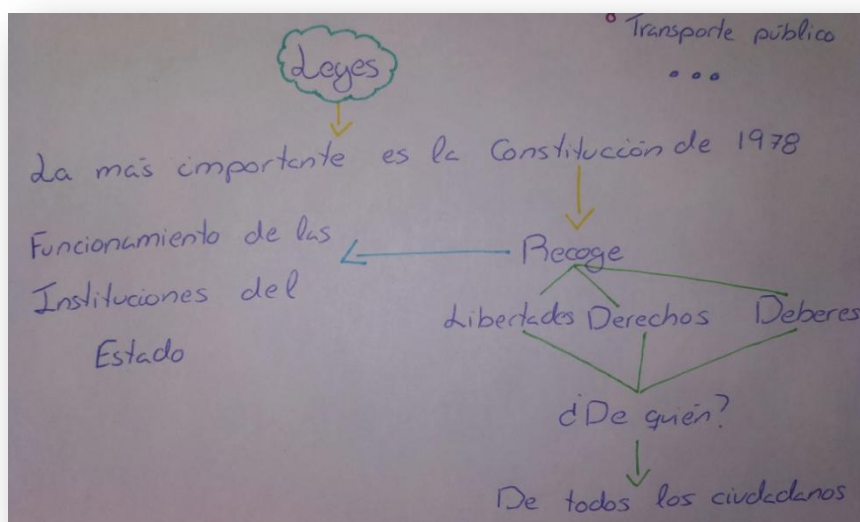 Transporte público
...
Leyes
La más importante es la Constitución de 1978
Funcionamiento de las
Instituciones del
Estado
Recoge
Libertades Derechos Deberes
¿De quién?
De todos los ciudadanos